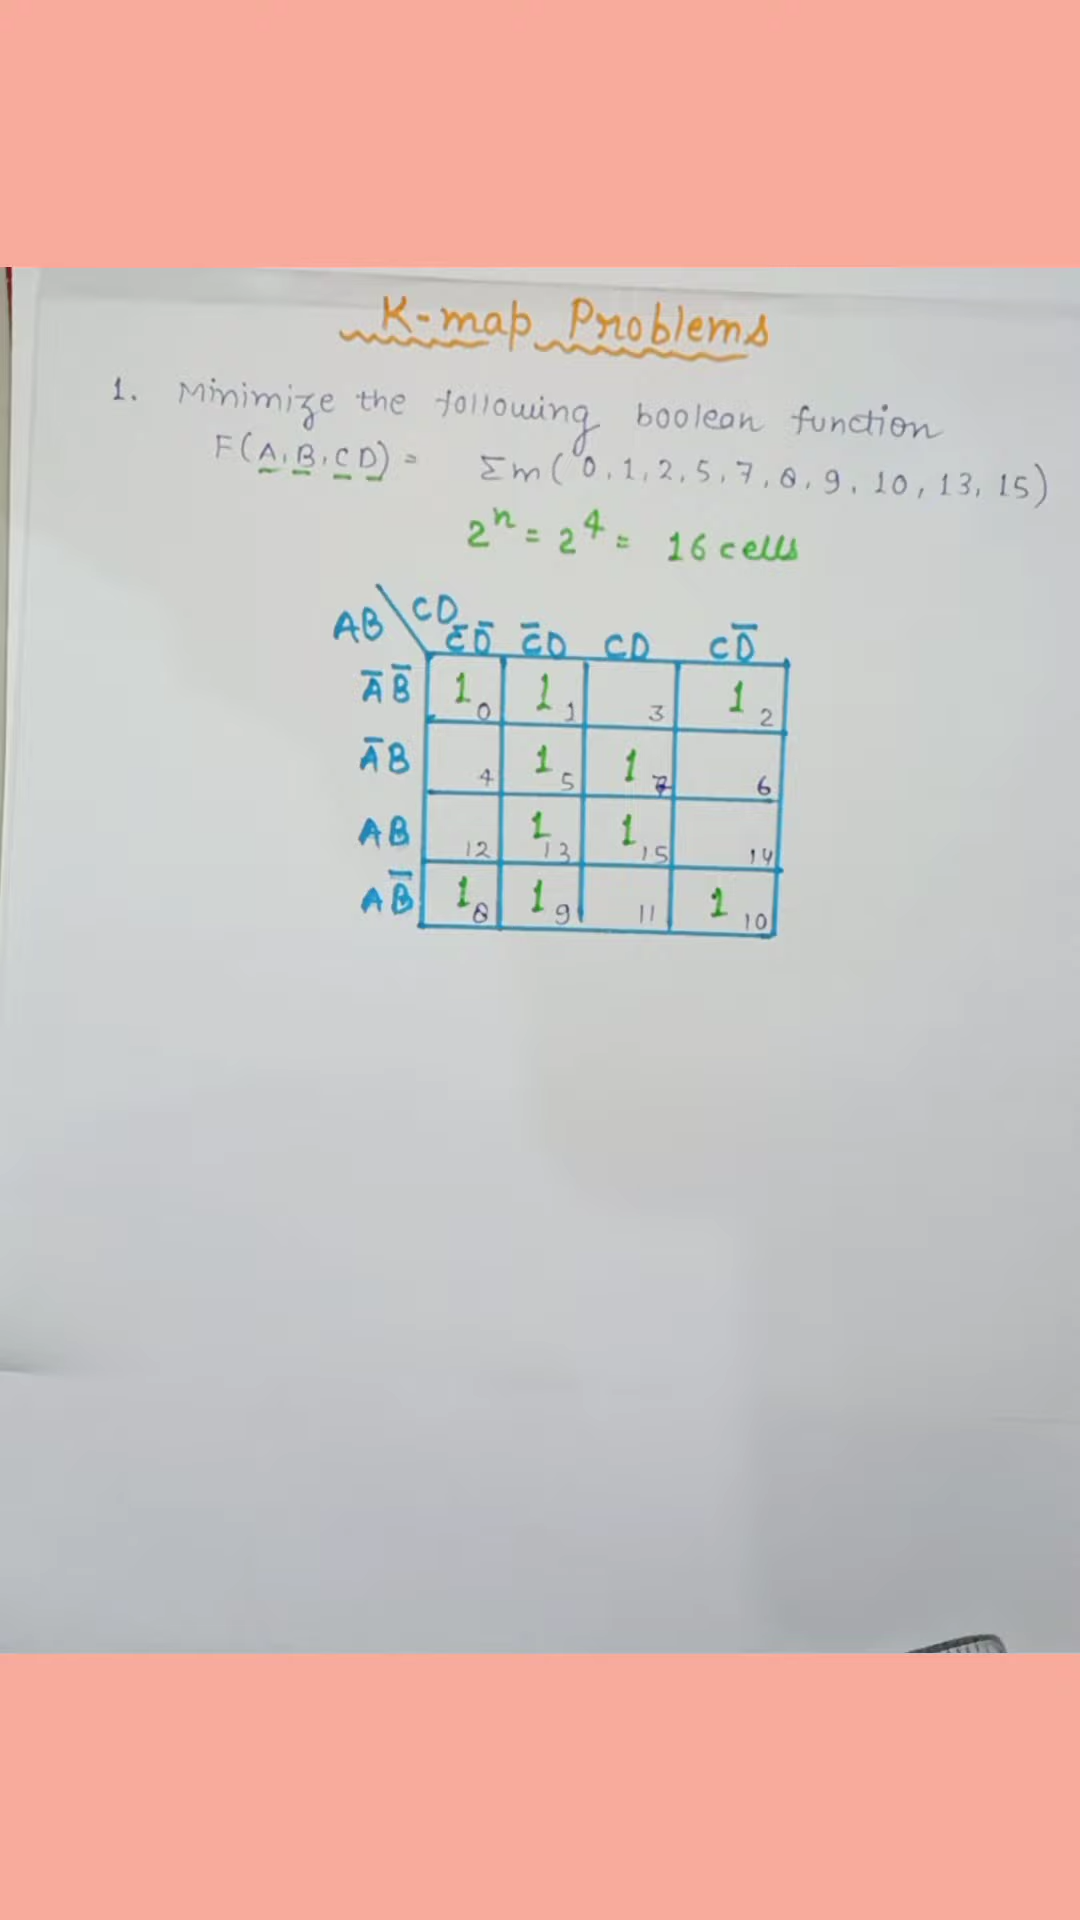 K-map Problems
1. Minimize the following boolean function
F(A,B,CD) = Σm(0,1,2,5,7,8,9,10,13,15)
2ⁿ = 2⁴ = 16 cells
AB \ CD
C̅D̅ C̅D CD CD̅
A̅B̅ 1 0 1 1 3 1 2
A̅B 4 1 5 1 7 6
AB 12 1 13 1 15 14
AB̅ 1 8 1 9 11 1 10